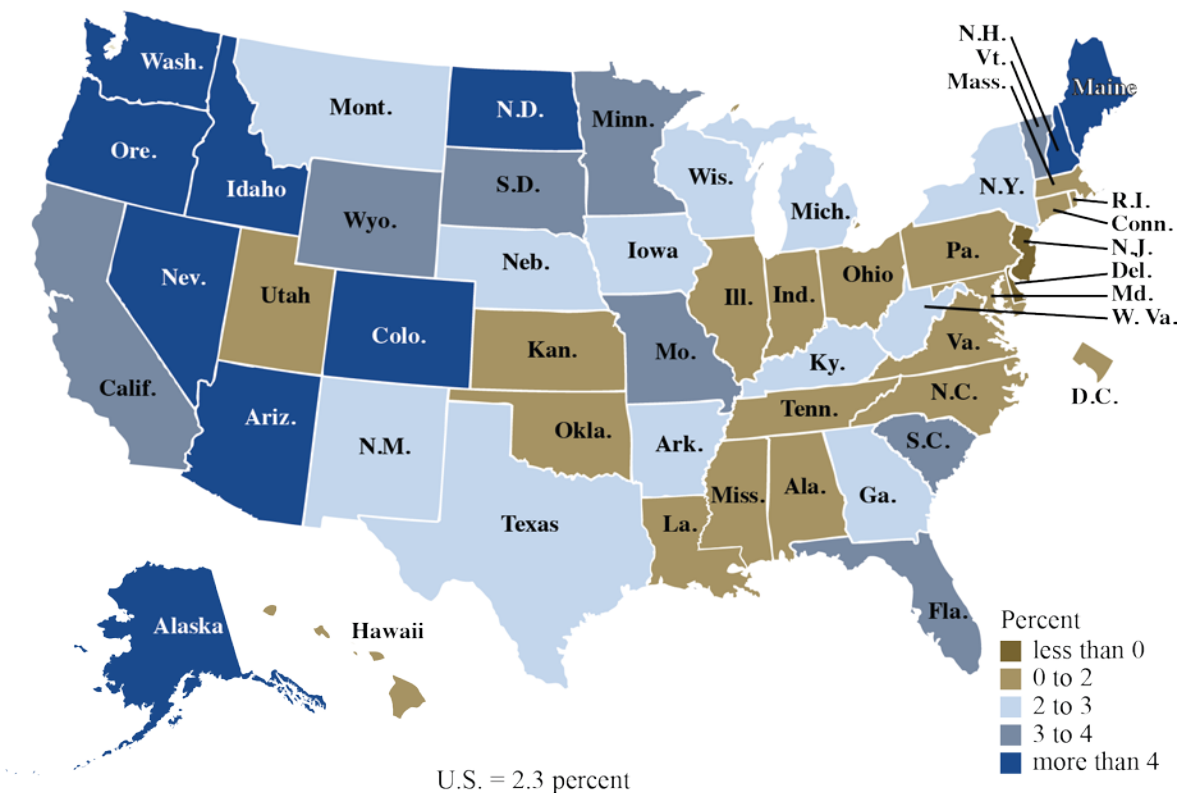 N.H.
Vt.
Mass.
Maine
Wash.
Mont.
N.D.
Minn.
Ore.
Idaho
S.D.
Wis.
N.Y.
R.I.
Wyo.
Mich.
Conn.
N.J.
Nev.
Neb.
Iowa
Pa.
Del.
Utah
Ill.
Ind.
Ohio
Md.
W. Va.
Colo.
Kan.
Mo.
Ky.
Va.
Calif.
D.C.
Ariz.
N.M.
Okla.
Ark.
Tenn.
N.C.
S.C.
Texas
La.
Miss.
Ala.
Ga.
Alaska
Hawaii
Fla.
Percent
less than 0
0 to 2
2 to 3
3 to 4
more than 4
U.S. = 2.3 percent